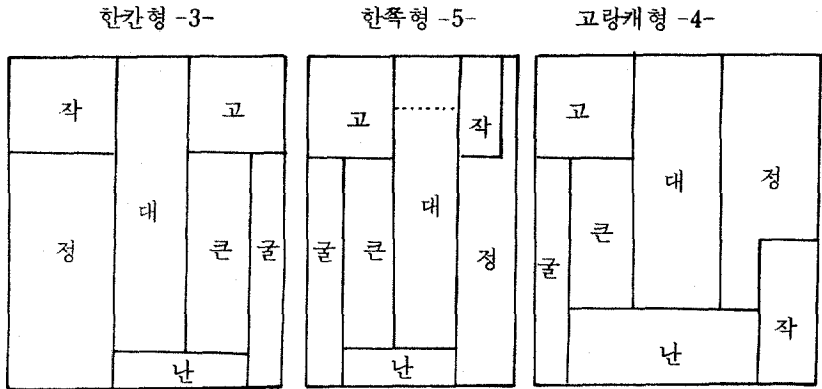 한칸형 -3-
한쪽형 -5-
고랑캐형 -4-
작
고
대
정
큰
굴
난
고
작
대
굴
큰
정
난
고
대
정
큰
굴
난
작